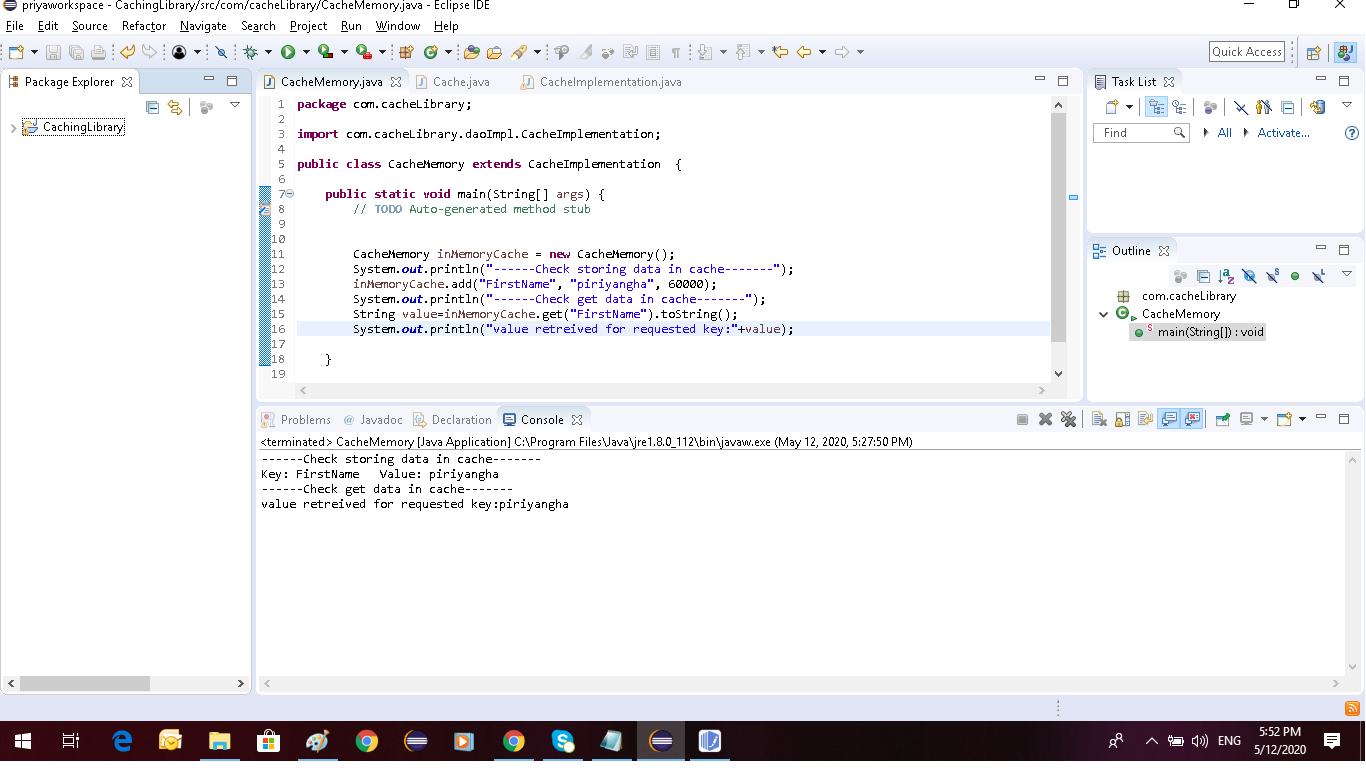 priyaworkspace - CachingLibrary/src/com/cacheLibrary/CacheMemory.java - Eclipse IDE
File Edit Source Refactor Navigate Search Project Run Window Help
Quick Access
Package Explorer
CachingLibrary
CacheMemory.java Cache.java CacheImplementation.java
1 package com.cacheLibrary;
2
3 import com.cacheLibrary.daoImpl.CacheImplementation;
4
5 public class CacheMemory extends CacheImplementation {
6
7 public static void main(String[] args) {
8 // TODO Auto-generated method stub
9
10
11 CacheMemory inMemoryCache = new CacheMemory();
12 System.out.println("------Check storing data in cache-------");
13 inMemoryCache.add("FirstName", "piriyangha", 60000);
14 System.out.println("------Check get data in cache-------");
15 String value=inMemoryCache.get("FirstName").toString();
16 System.out.println("value retreived for requested key:"+value);
17
18 }
19
Task List
Find All Activate...
Outline
com.cacheLibrary
CacheMemory
main(String[]) : void
Problems Javadoc Declaration Console
<terminated> CacheMemory [Java Application] C:\Program Files\Java\jre1.8.0_112\bin\javaw.exe (May 12, 2020, 5:27:50 PM)
------Check storing data in cache-------
Key: FirstName Value: piriyangha
------Check get data in cache-------
value retreived for requested key:piriyangha
ENG
5:52 PM
5/12/2020